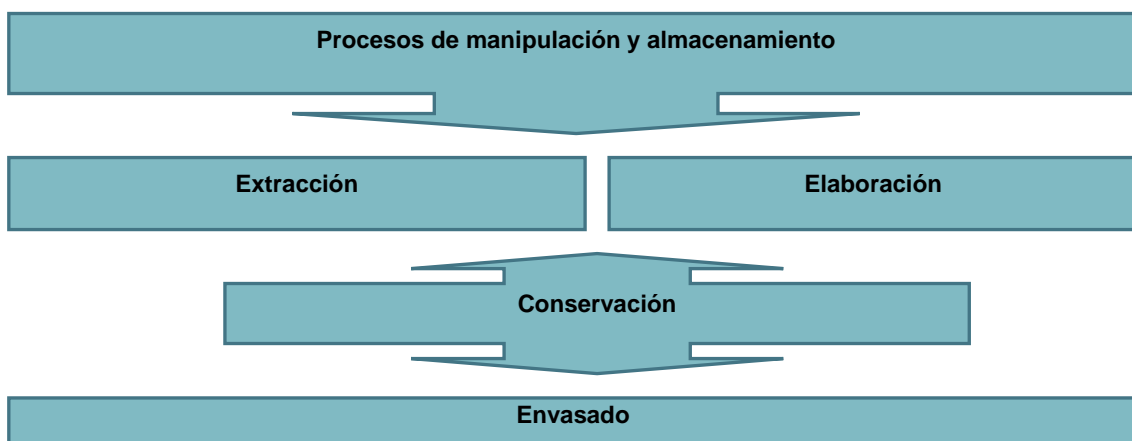 Procesos de manipulación y almacenamiento
Extracción
Elaboración
Conservación
Envasado